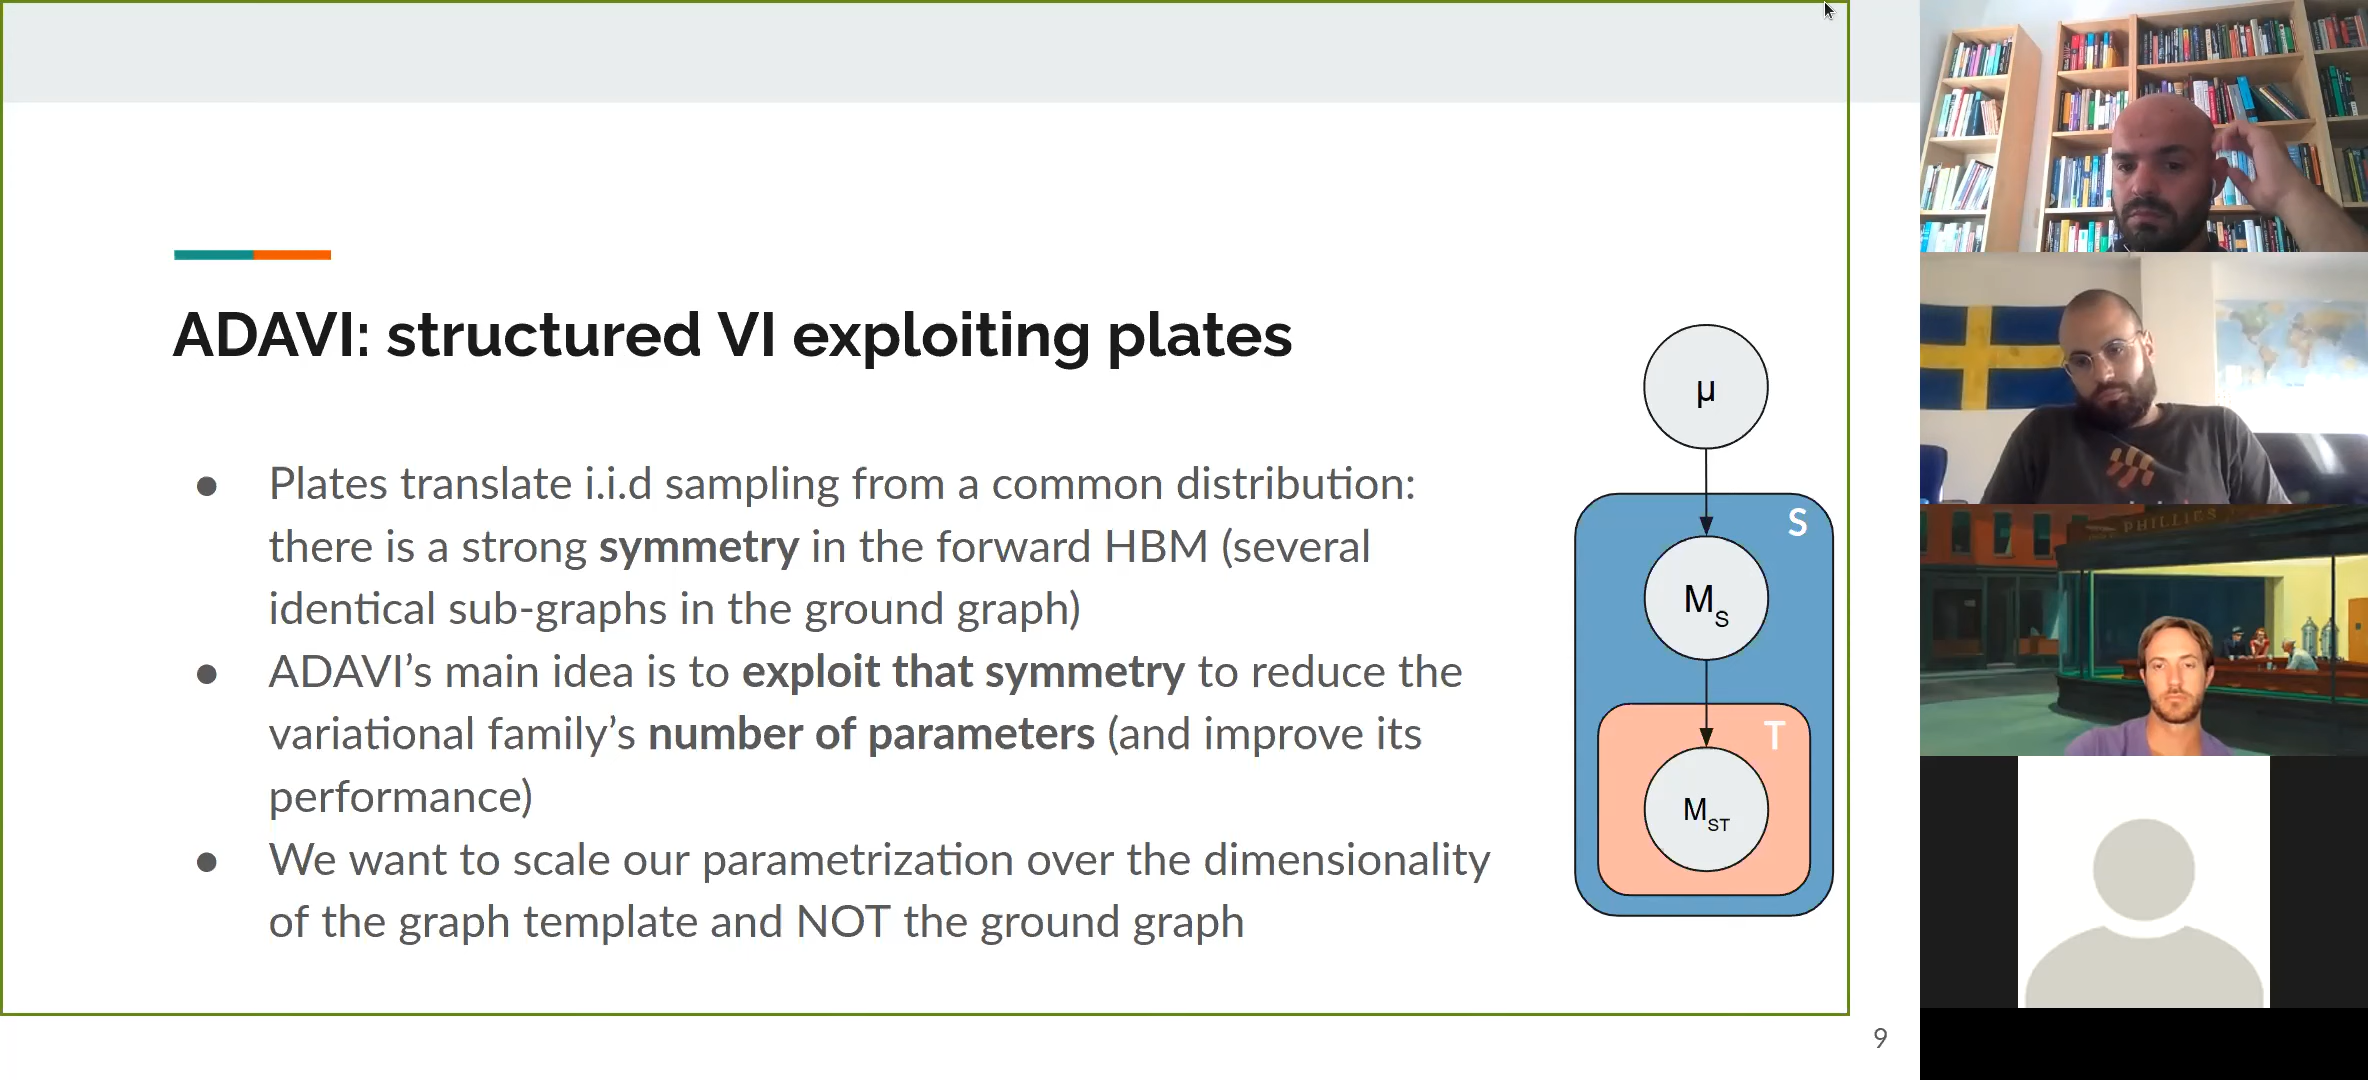 ADAVI: structured VI exploiting plates
● Plates translate i.i.d sampling from a common distribution:
there is a strong symmetry in the forward HBM (several
identical sub-graphs in the ground graph)
● ADAVI’s main idea is to exploit that symmetry to reduce the
variational family’s number of parameters (and improve its
performance)
● We want to scale our parametrization over the dimensionality
of the graph template and NOT the ground graph
μ
S
M_S
T
M_ST
9
PHILLIES